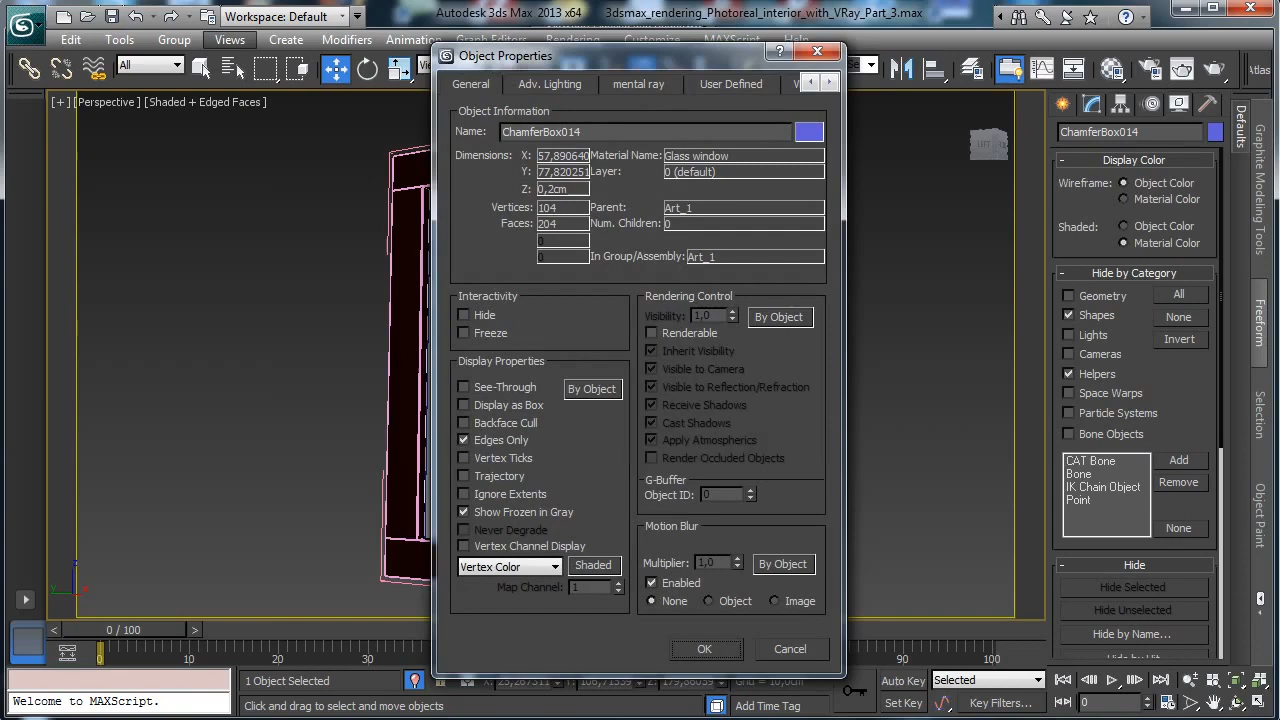 Workspace: Default
Autodesk 3ds Max 2013 x64 3dsmax_rendering_Photoreal_interior_with_VRay_Part_3.max
Edit Tools Group Views Create Modifiers Animation
All
Atlas
[+] [Perspective] [Shaded + Edged Faces]
Object Properties
General Adv. Lighting mental ray User Defined
Object Information
Name: ChamferBox014
Dimensions: X: 57,890640 Material Name: Glass window
Y: 77,820251 Layer: 0 (default)
Z: 0,2cm
Vertices: 104 Parent: Art_1
Faces: 204 Num. Children: 0
0
0 In Group/Assembly: Art_1
Interactivity
Hide
Freeze
Display Properties
See-Through By Object
Display as Box
Backface Cull
Edges Only
Vertex Ticks
Trajectory
Ignore Extents
Show Frozen in Gray
Never Degrade
Vertex Channel Display
Vertex Color Shaded
Map Channel: 1
Rendering Control
Visibility: 1,0 By Object
Renderable
Inherit Visibility
Visible to Camera
Visible to Reflection/Refraction
Receive Shadows
Cast Shadows
Apply Atmospherics
Render Occluded Objects
G-Buffer
Object ID: 0
Motion Blur
Multiplier: 1,0 By Object
Enabled
None Object Image
OK Cancel
ChamferBox014
Display Color
Wireframe: Object Color
Material Color
Shaded: Object Color
Material Color
Hide by Category
Geometry All
Shapes None
Lights Invert
Cameras
Helpers
Space Warps
Particle Systems
Bone Objects
CAT Bone
Bone
IK Chain Object
Point
Add
Remove
None
Hide
Hide Selected
Hide Unselected
Hide by Name...
Defaults
Graphite Modeling Tools
Freeform
Selection
Object Paint
0 / 100
0 10 20 30 90 100
1 Object Selected
Auto Key Selected
Welcome to MAXScript.
Click and drag to select and move objects
Add Time Tag
Set Key Key Filters...
0